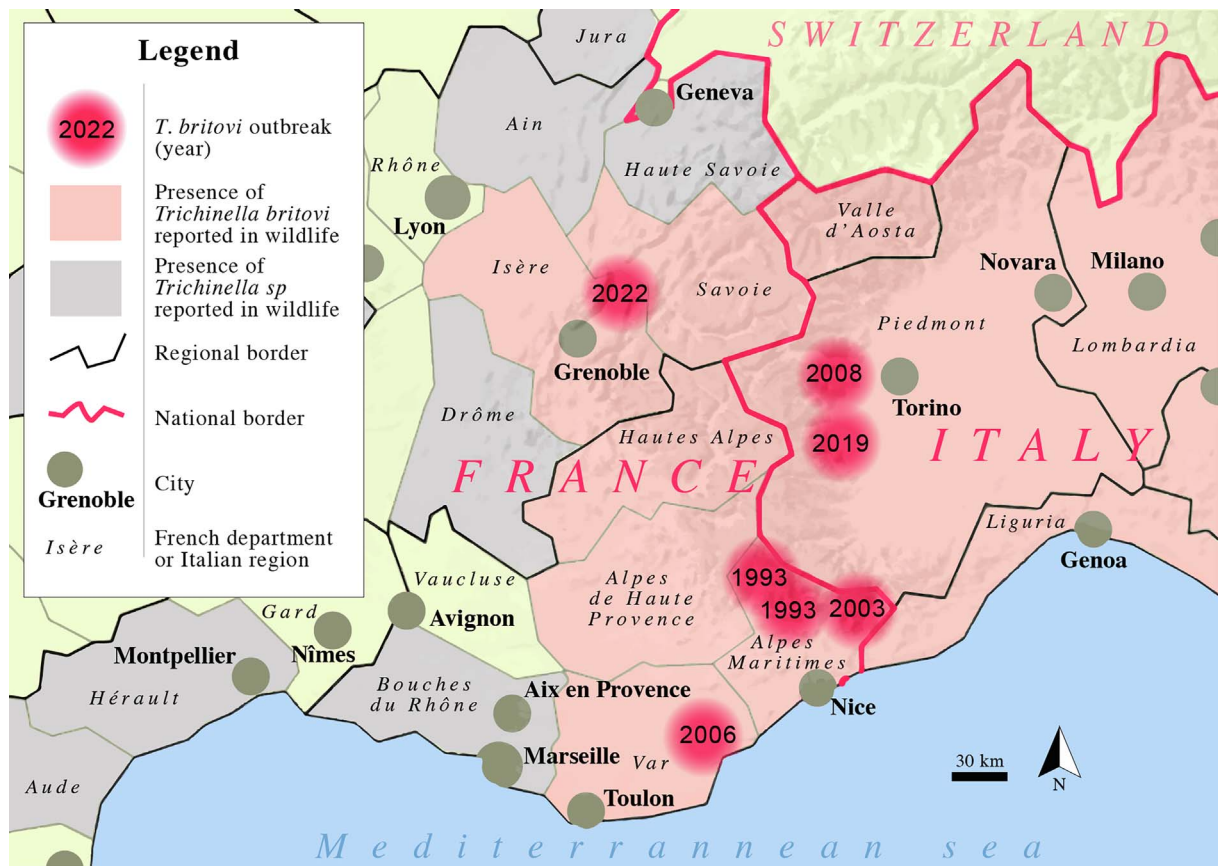 Legend
2022
T. britovi outbreak
(year)
Presence of
Trichinella britovi
reported in wildlife
Presence of
Trichinella sp
reported in wildlife
Regional border
National border
Grenoble
City
Isère
French department
or Italian region
SWITZERLAND
Jura
Geneva
Ain
Rhône
Haute Savoie
Lyon
Valle
d'Aosta
Isère
2022
Savoie
Novara
Milano
Piedmont
Lombardia
Grenoble
2008
Torino
Drôme
Hautes Alpes
2019
FRANCE
ITALY
Liguria
Genoa
Vaucluse
Alpes
de Haute
Provence
1993
1993
2003
Gard
Avignon
Alpes
Maritimes
Nîmes
Montpellier
Hérault
Bouches
du Rhône
Aix en Provence
Nice
2006
Marseille
Var
30 km
N
Aude
Toulon
Mediterrannean sea